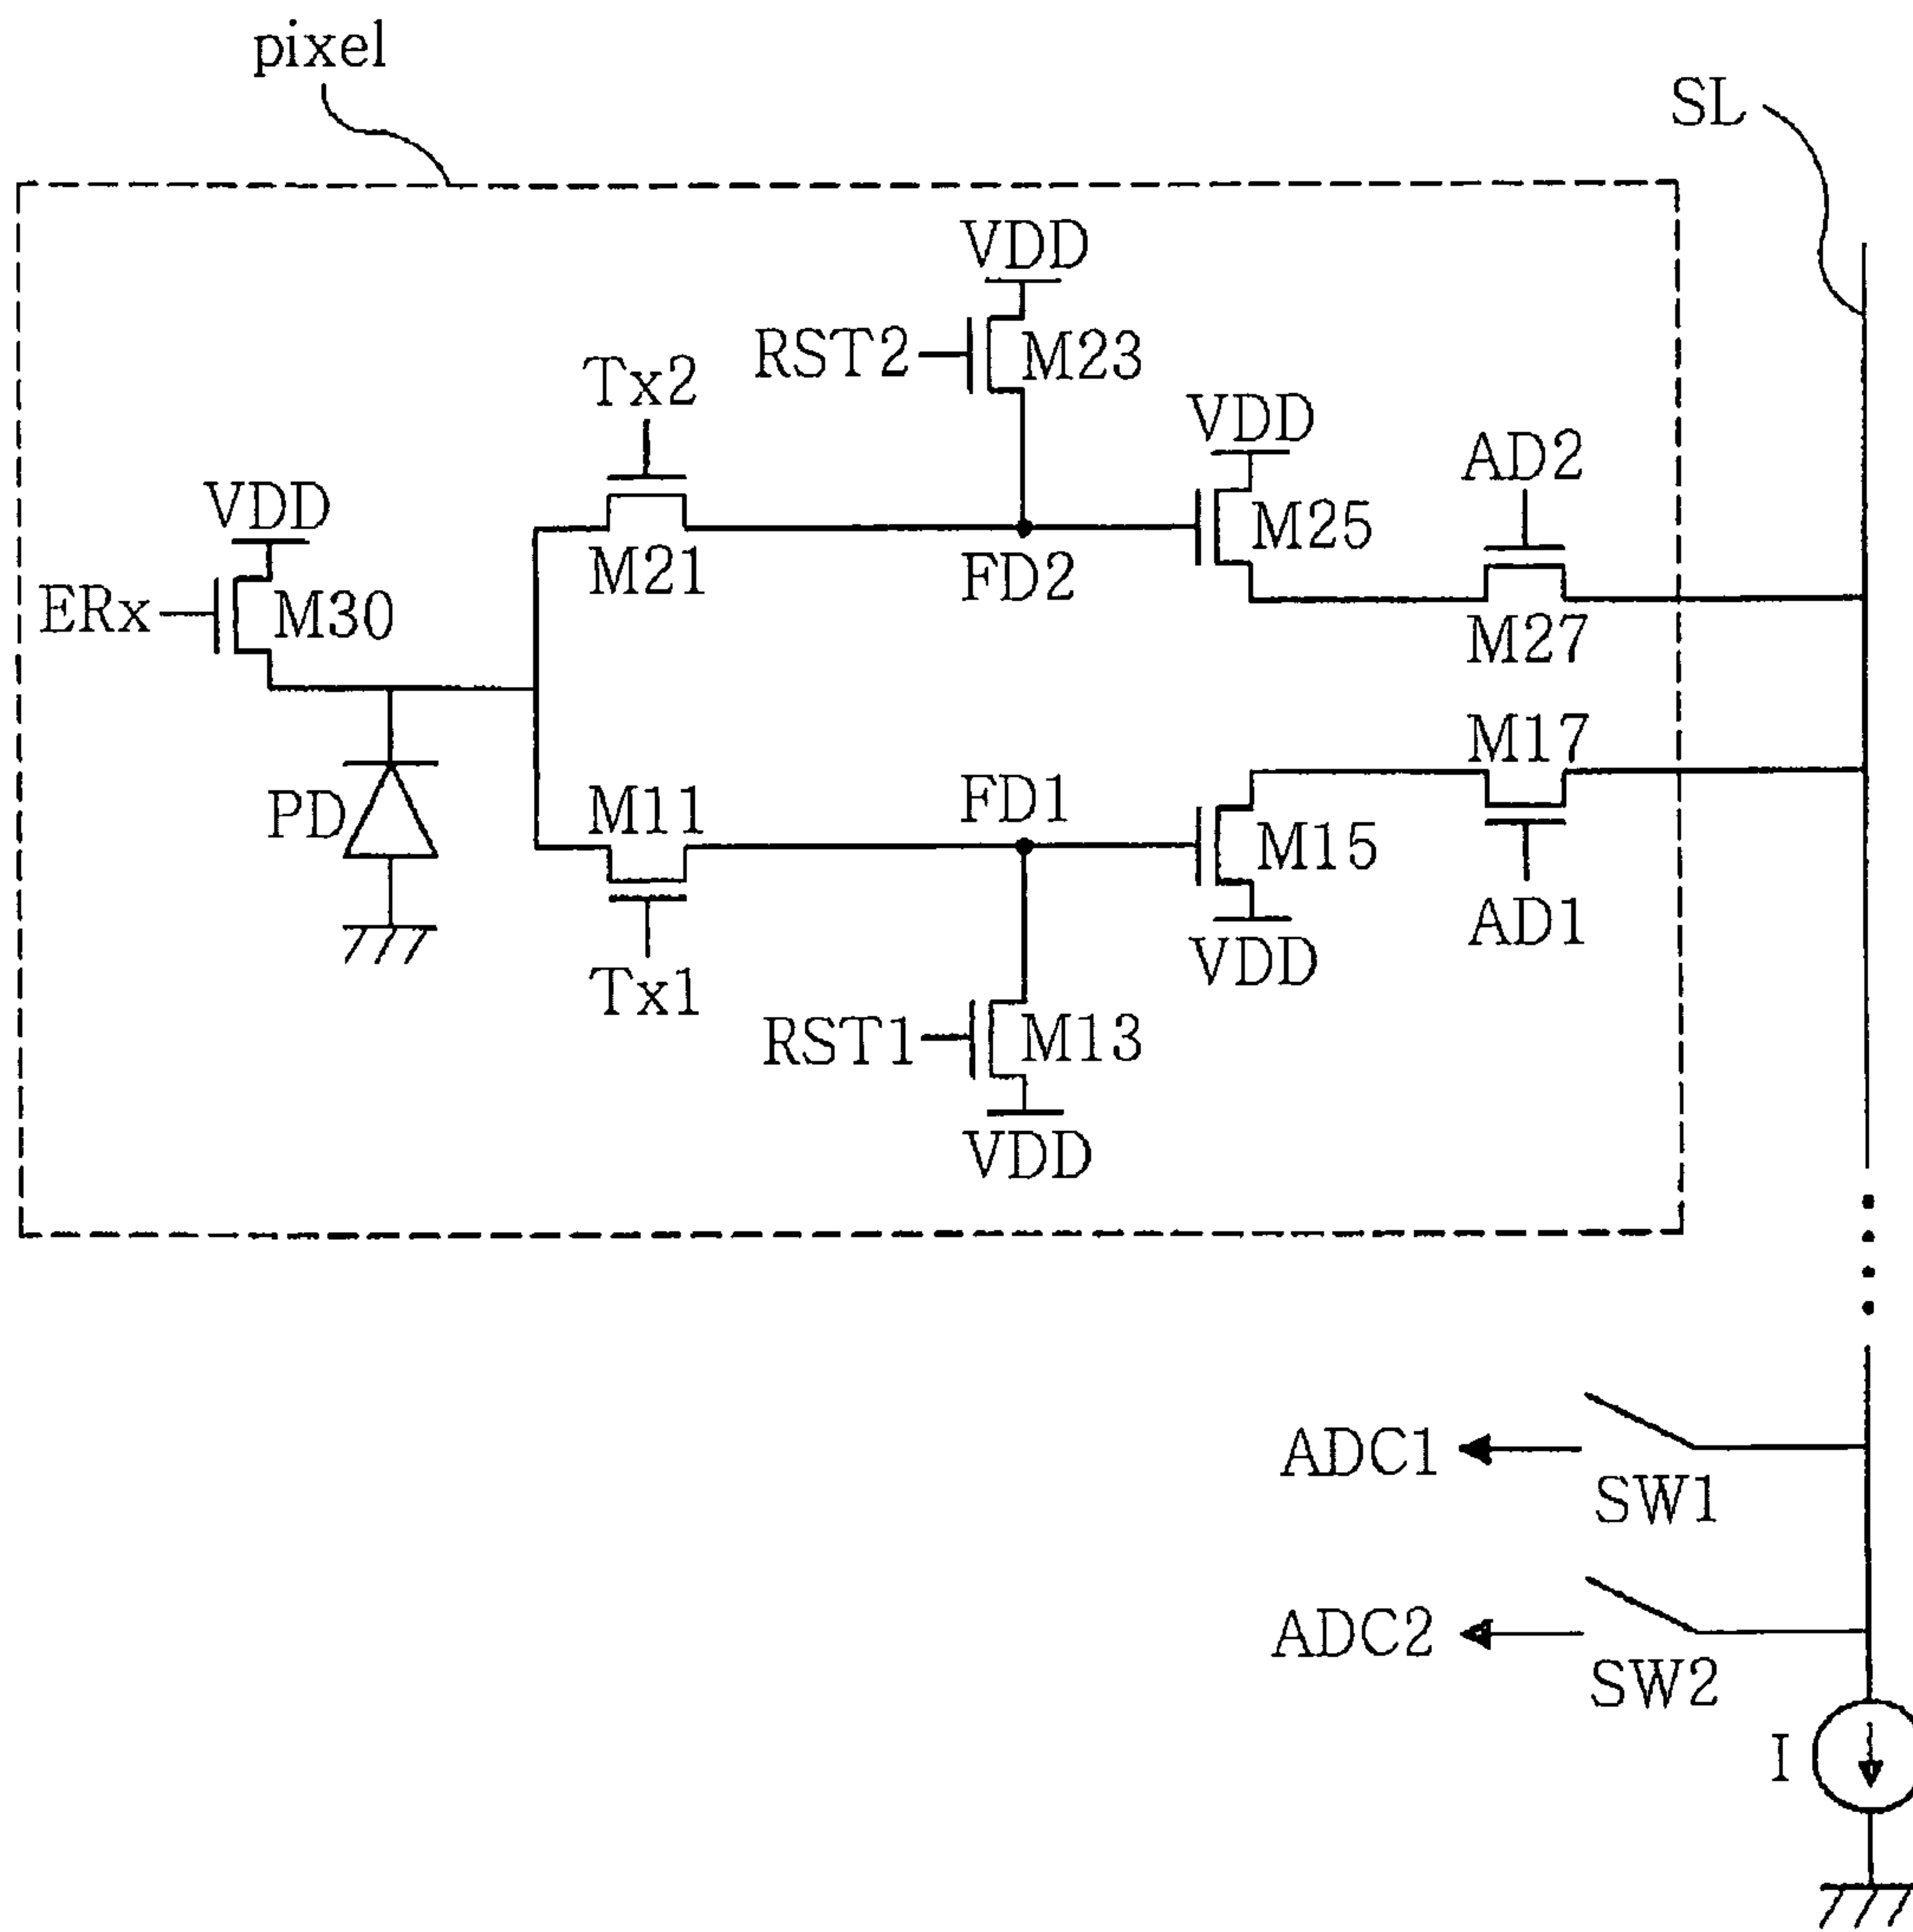 pixel
SL
VDD
RST2
M23
Tx2
VDD
AD2
VDD
M25
M21
FD2
ERx
M30
M27
M17
PD
M11
FD1
M15
AD1
VDD
Tx1
RST1
M13
VDD
ADC1
SW1
ADC2
SW2
I